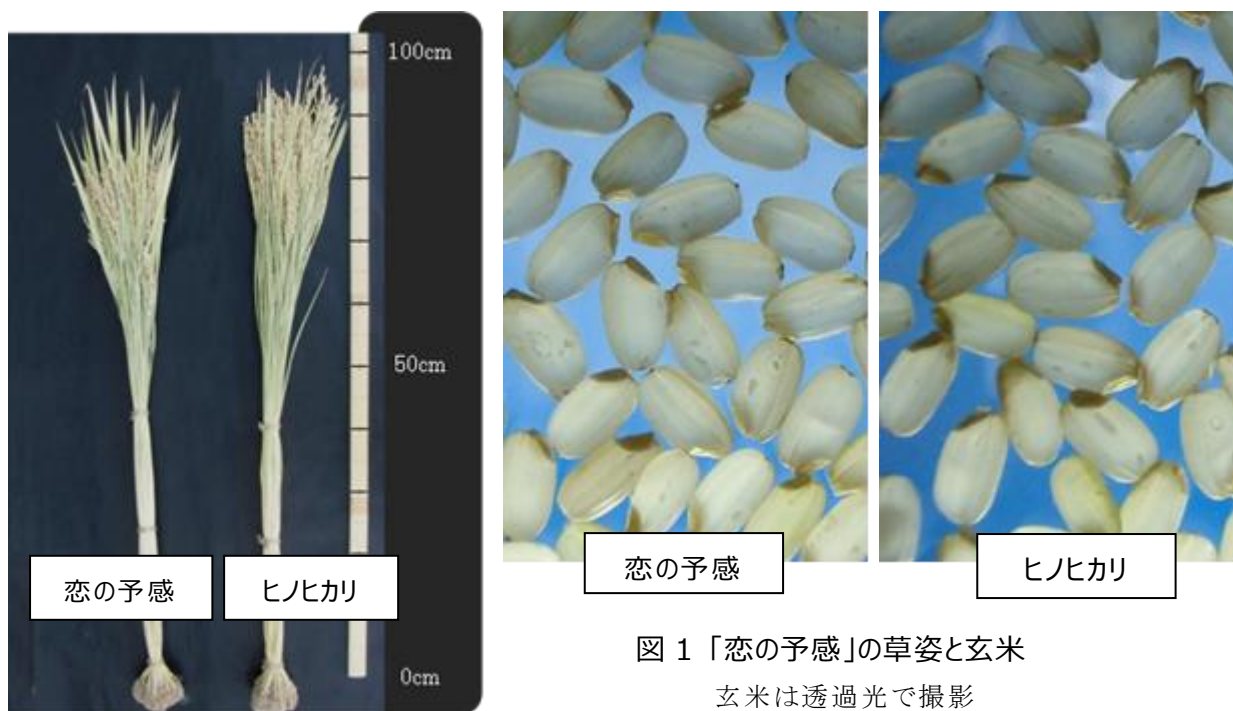 100cm
50cm
0cm
恋の予感
ヒノヒカリ
恋の予感
ヒノヒカリ
図 1 「恋の予感」の草姿と玄米
玄米は透過光で撮影